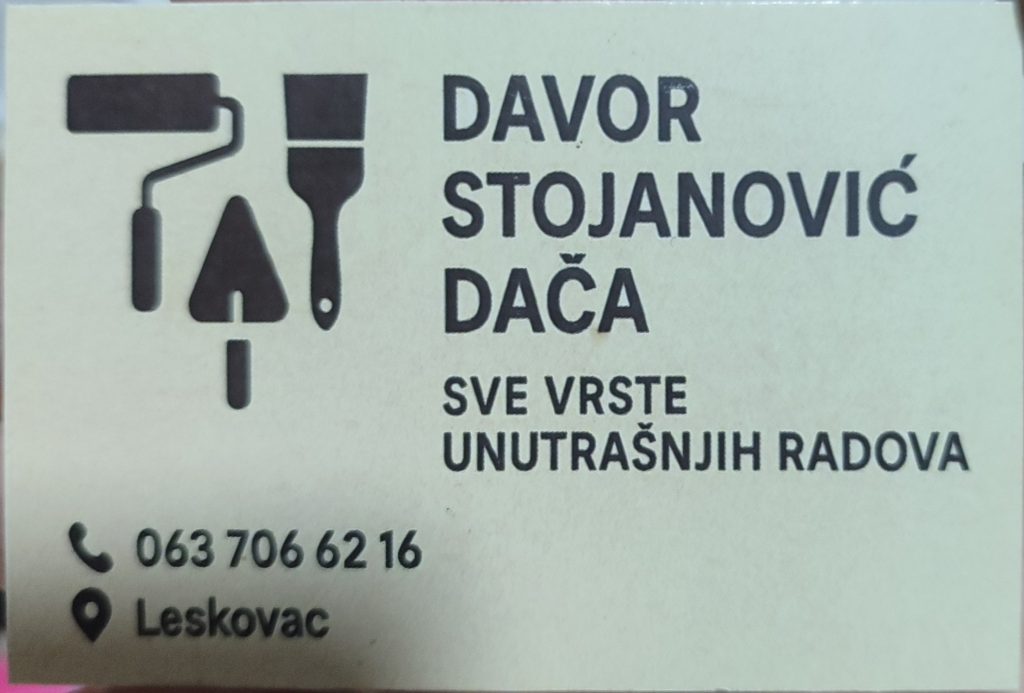 DAVOR
STOJANOVIĆ
DAČA
SVE VRSTE
UNUTRAŠNJIH RADOVA
063 706 62 16
Leskovac